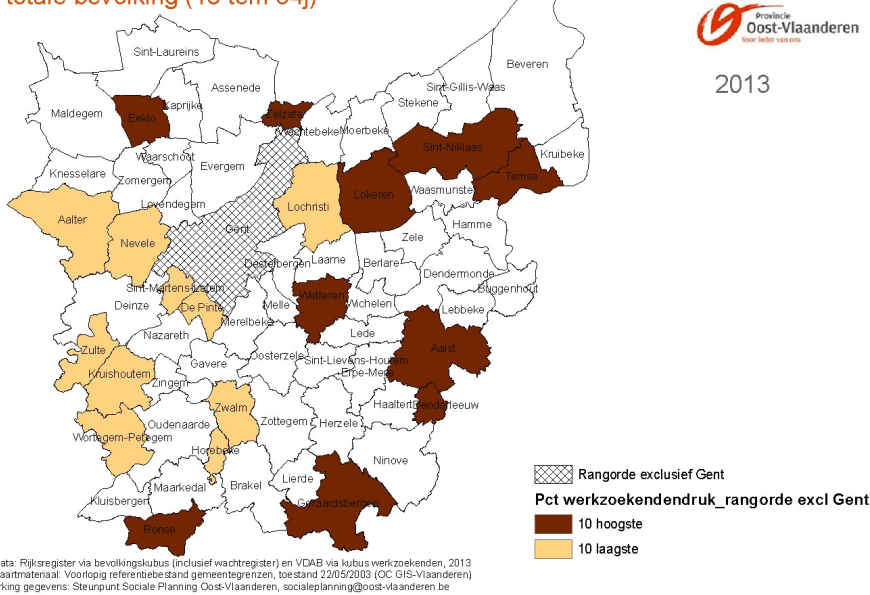 totale bevolking (18 tem 64j)
Provincie
Oost-Vlaanderen
Voor ieder van ons
2013
Sint-Laureins
Beveren
Assenede
Sint-Gillis-Waas
Stekene
Maldegem
Eeklo
Kaprijke
Zelzate
Wachtebeke
Moerbeke
Sint-Niklaas
Kruibeke
Waarschoot
Evergem
Knesselare
Zomergem
Temse
Lokeren
Waasmunster
Lovendegem
Lochristi
Aalter
Gent
Hamme
Nevele
Zele
Destelbergen
Laarne
Berlare
Dendermonde
Sint-Martens-Latem
Buggenhout
Deinze
De Pinte
Melle
Wetteren
Wichelen
Lebbeke
Merelbeke
Nazareth
Lede
Aalst
Zulte
Gavere
Oosterzele
Sint-Lievens-Houtem
Kruishoutem
Zingem
Erpe-Mere
Haaltert
Denderleeuw
Zwalm
Oudenaarde
Zottegem
Herzele
Wortegem-Petegem
Horebeke
Ninove
Maarkedal
Brakel
Lierde
Kluisbergen
Geraardsbergen
Ronse
Rangorde exclusief Gent
Pct werkzoekendendruk_rangorde excl Gent
10 hoogste
10 laagste
ata: Rijksregister via bevolkingskubus (inclusief wachtregister) en VDAB via kubus werkzoekenden, 2013
aartmateriaal: Voorlopig referentiebestand gemeentegrenzen, toestand 22/05/2003 (OC GIS-Vlaanderen)
rking gegevens: Steunpunt Sociale Planning Oost-Vlaanderen, socialeplanning@oost-vlaanderen.be